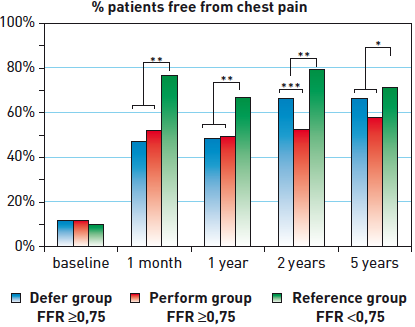 % patients free from chest pain
100%
80%
60%
40%
20%
0%
**
**
**
***
*
baseline
1 month
1 year
2 years
5 years
Defer group
FFR ≥0,75
Perform group
FFR ≥0,75
Reference group
FFR <0,75